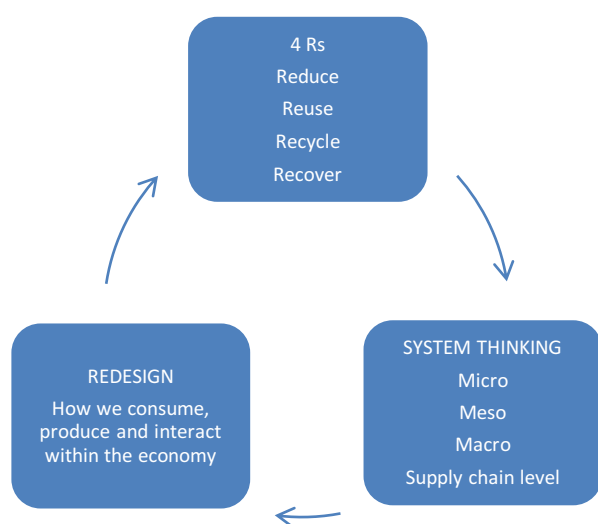 4 Rs
Reduce
Reuse
Recycle
Recover
SYSTEM THINKING
Micro
Meso
Macro
Supply chain level
REDESIGN
How we consume,
produce and interact
within the economy